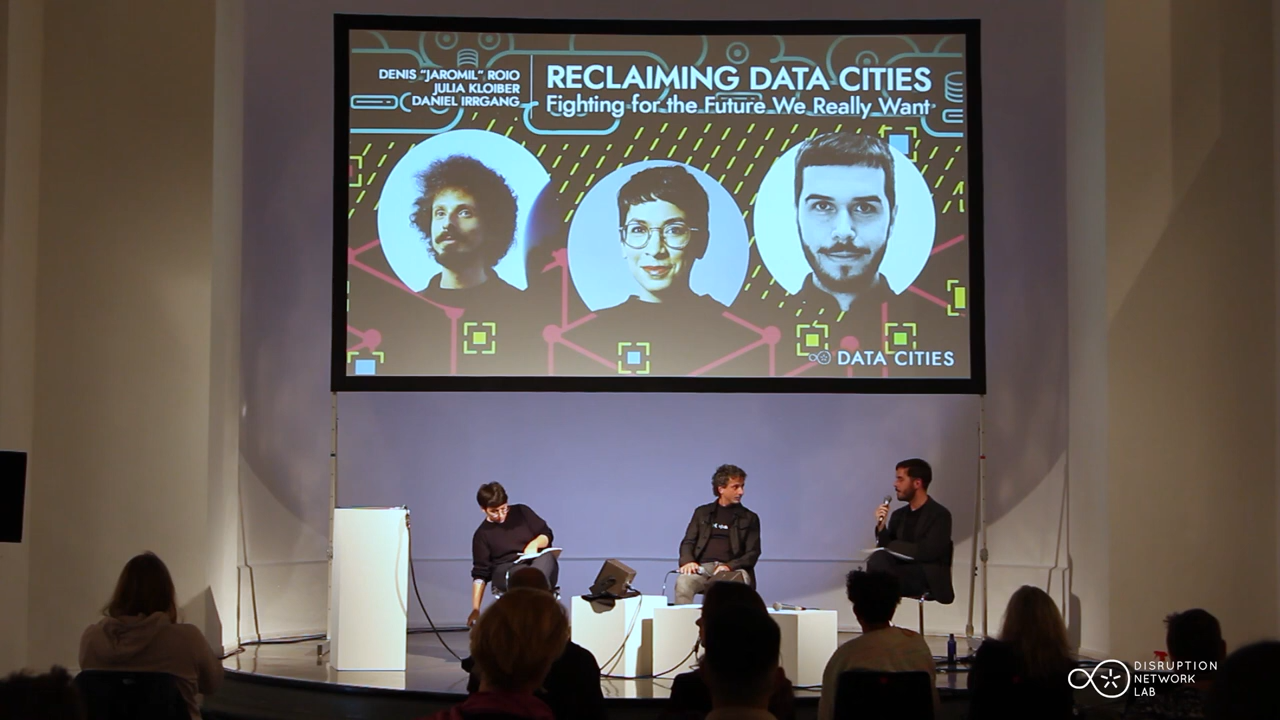 DENIS "JAROMIL" ROIO
JULIA KLOIBER
DANIEL IRRGANG
RECLAIMING DATA CITIES
Fighting for the Future We Really Want
DATA CITIES
DISRUPTION
NETWORK
LAB